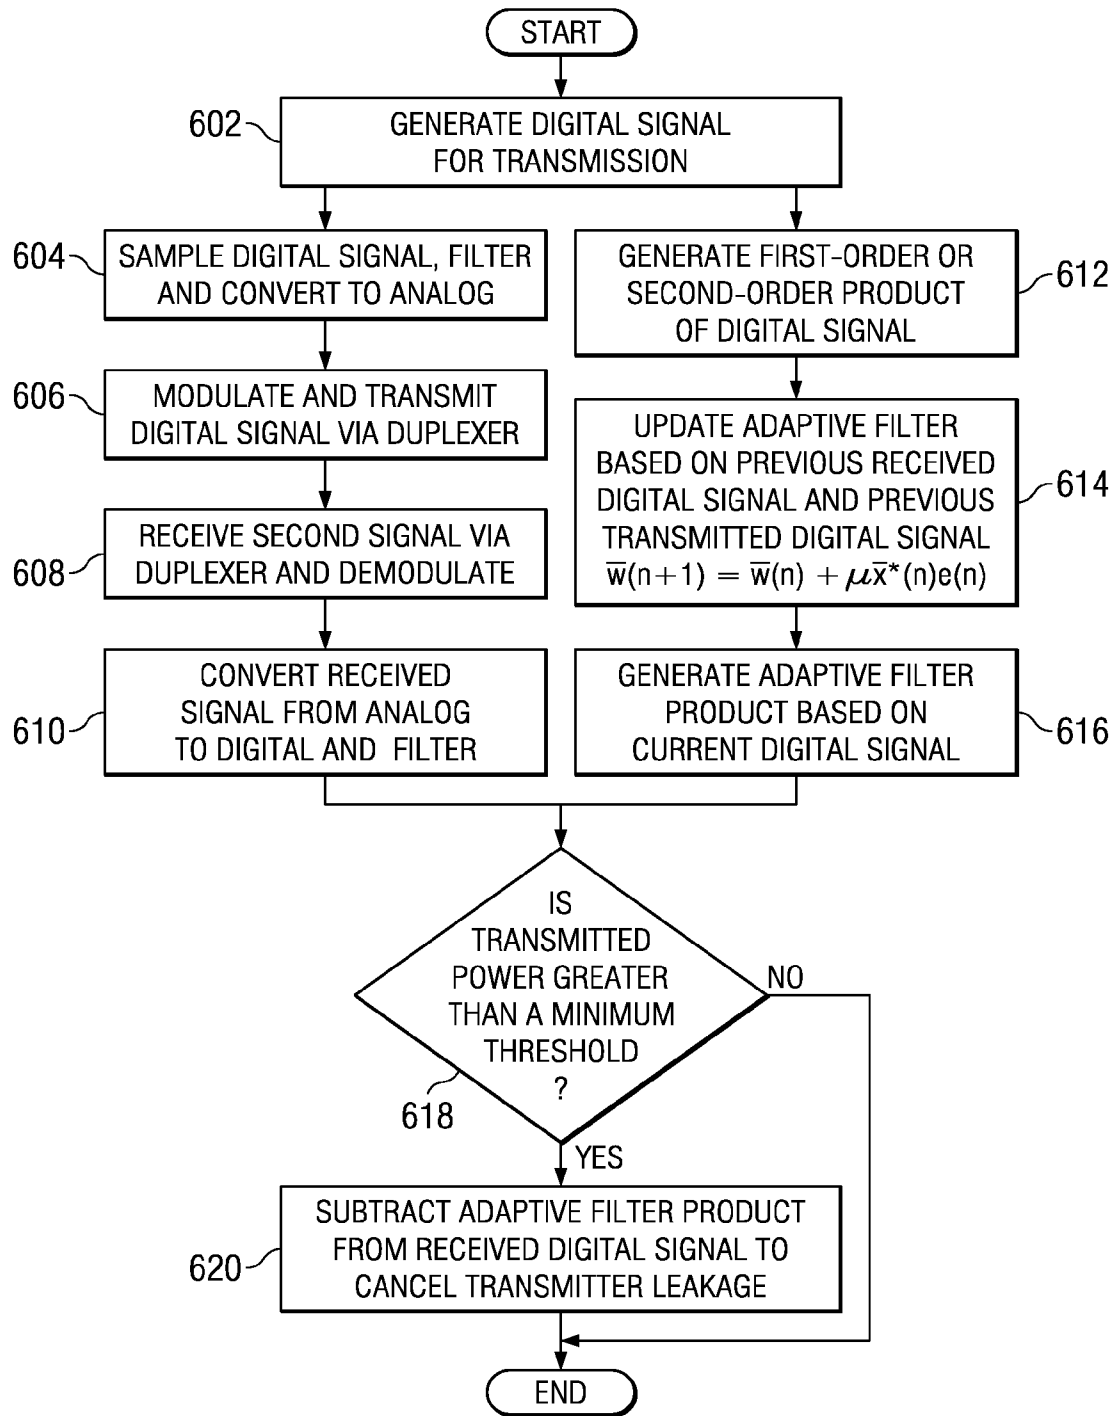 START
602
GENERATE DIGITAL SIGNAL
FOR TRANSMISSION
604
SAMPLE DIGITAL SIGNAL, FILTER
AND CONVERT TO ANALOG
606
MODULATE AND TRANSMIT
DIGITAL SIGNAL VIA DUPLEXER
608
RECEIVE SECOND SIGNAL VIA
DUPLEXER AND DEMODULATE
610
CONVERT RECEIVED
SIGNAL FROM ANALOG
TO DIGITAL AND FILTER
GENERATE FIRST-ORDER OR
SECOND-ORDER PRODUCT
OF DIGITAL SIGNAL
612
UPDATE ADAPTIVE FILTER
BASED ON PREVIOUS RECEIVED
DIGITAL SIGNAL AND PREVIOUS
TRANSMITTED DIGITAL SIGNAL
w̅(n+1) = w̅(n) + μx̅*(n)e(n)
614
GENERATE ADAPTIVE FILTER
PRODUCT BASED ON
CURRENT DIGITAL SIGNAL
616
IS
TRANSMITTED
POWER GREATER
THAN A MINIMUM
THRESHOLD
?
618
NO
YES
620
SUBTRACT ADAPTIVE FILTER PRODUCT
FROM RECEIVED DIGITAL SIGNAL TO
CANCEL TRANSMITTER LEAKAGE
END